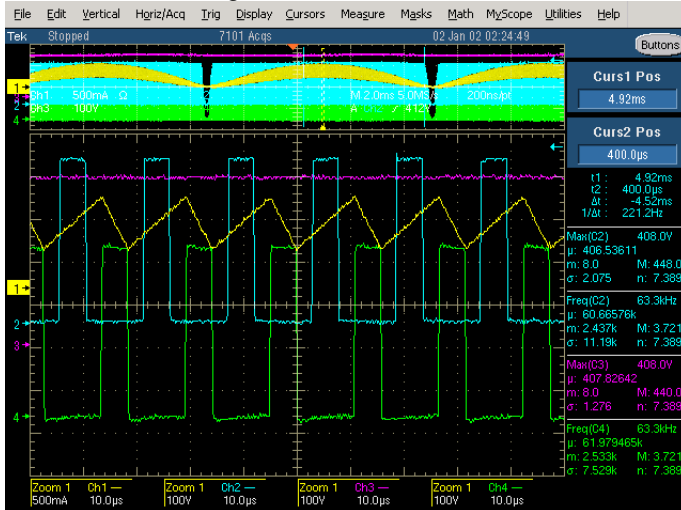 File Edit Vertical Horiz/Acq Trig Display Cursors Measure Masks Math MyScope Utilities Help
Tek Stopped 7101 Acqs 02 Jan 02 02:24:49
Buttons
Curs1 Pos
4.92ms
Curs2 Pos
400.0µs
t1 : 4.92ms
t2 : 400.0µs
Δt : -4.52ms
1/Δt : 221.2Hz
1
Ch1 500mA Ω M 2.0ms 5.0MS/s 200ns/pt
2
Ch3 100V
4
Max(C2) 408.0V
µ: 406.53611
m: 8.0 M: 448.0
σ: 2.075 n: 7.389
1
Freq(C2) 63.3kHz
µ: 60.66576k
m: 2.437k M: 3.721
σ: 11.19k n: 7.389
2
3
Max(C3) 408.0V
µ: 407.82642
m: 8.0 M: 440.0
σ: 1.276 n: 7.389
4
Freq(C4) 63.3kHz
µ: 61.979465k
m: 2.533k M: 3.721
σ: 7.529k n: 7.389
Zoom 1 Ch1 Zoom 1 Ch2 Zoom 1 Ch3 Zoom 1 Ch4
500mA 10.0µs 100V 10.0µs 100V 10.0µs 100V 10.0µs